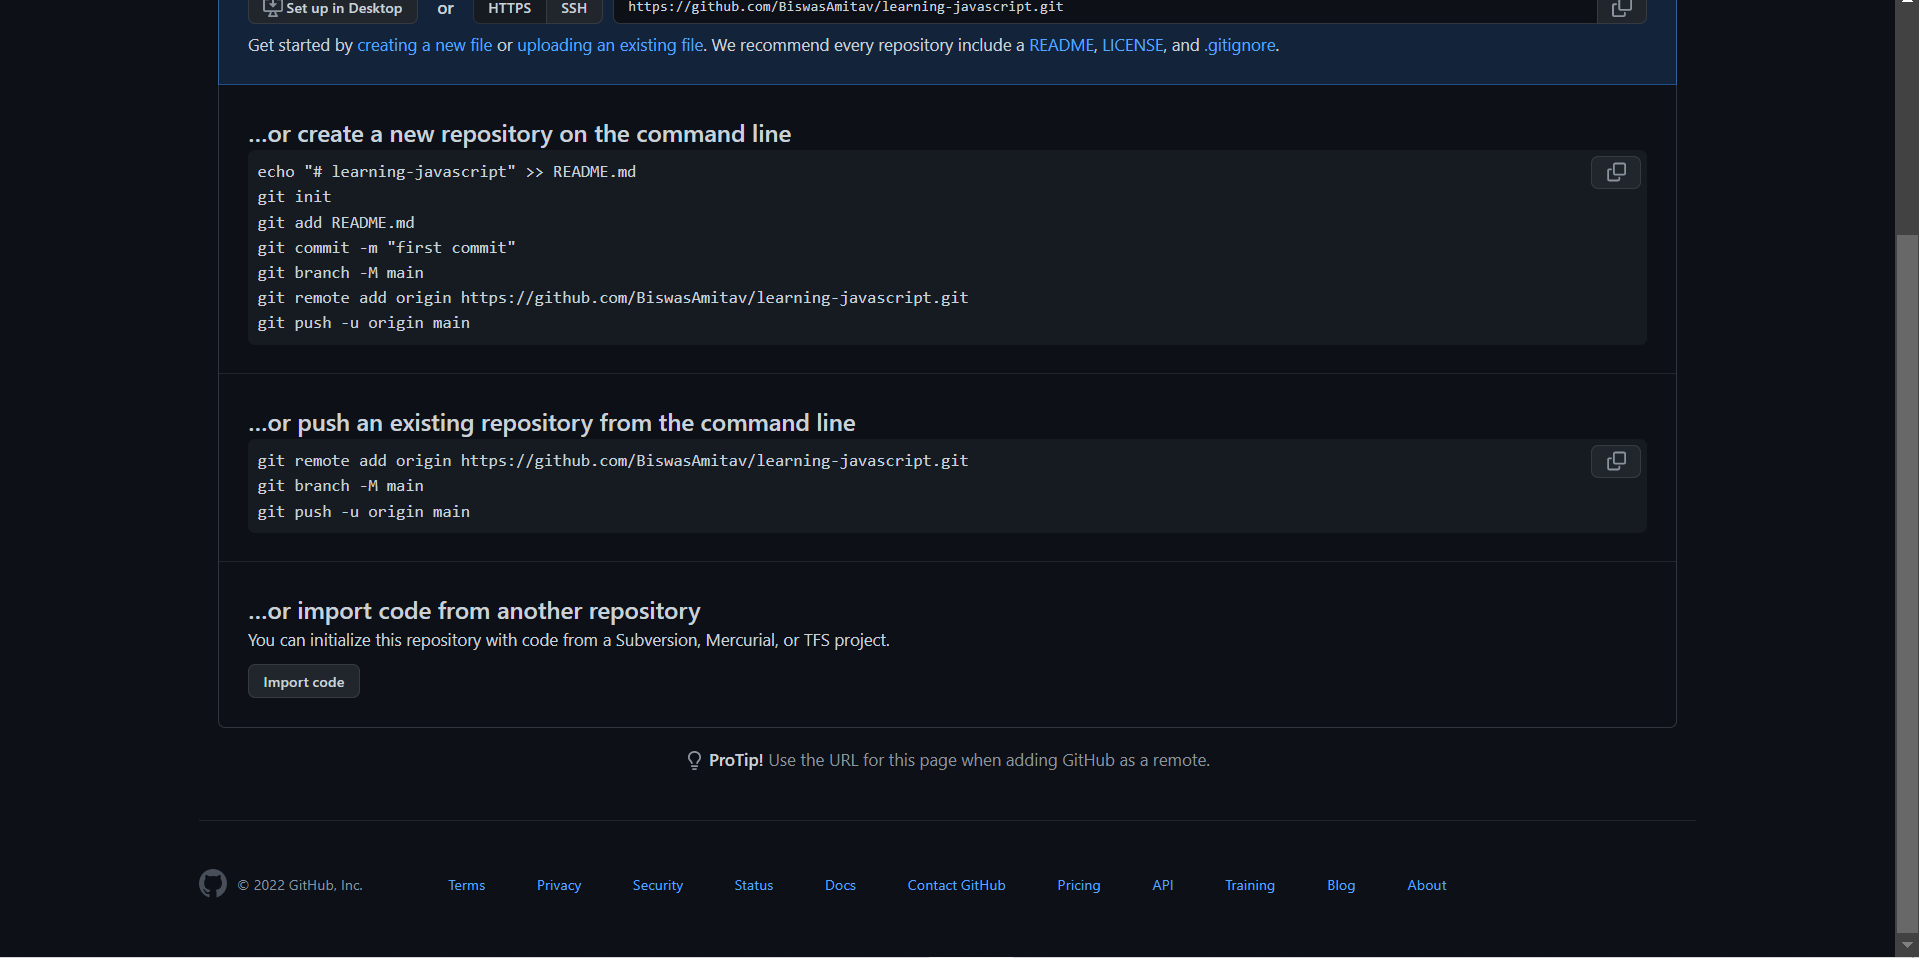 Set up in Desktop or HTTPS SSH https://github.com/BiswasAmitav/learning-javascript.git
Get started by creating a new file or uploading an existing file. We recommend every repository include a README, LICENSE, and .gitignore.
…or create a new repository on the command line
echo "# learning-javascript" >> README.md
git init
git add README.md
git commit -m "first commit"
git branch -M main
git remote add origin https://github.com/BiswasAmitav/learning-javascript.git
git push -u origin main
…or push an existing repository from the command line
git remote add origin https://github.com/BiswasAmitav/learning-javascript.git
git branch -M main
git push -u origin main
…or import code from another repository
You can initialize this repository with code from a Subversion, Mercurial, or TFS project.
Import code
ProTip! Use the URL for this page when adding GitHub as a remote.
© 2022 GitHub, Inc. Terms Privacy Security Status Docs Contact GitHub Pricing API Training Blog About